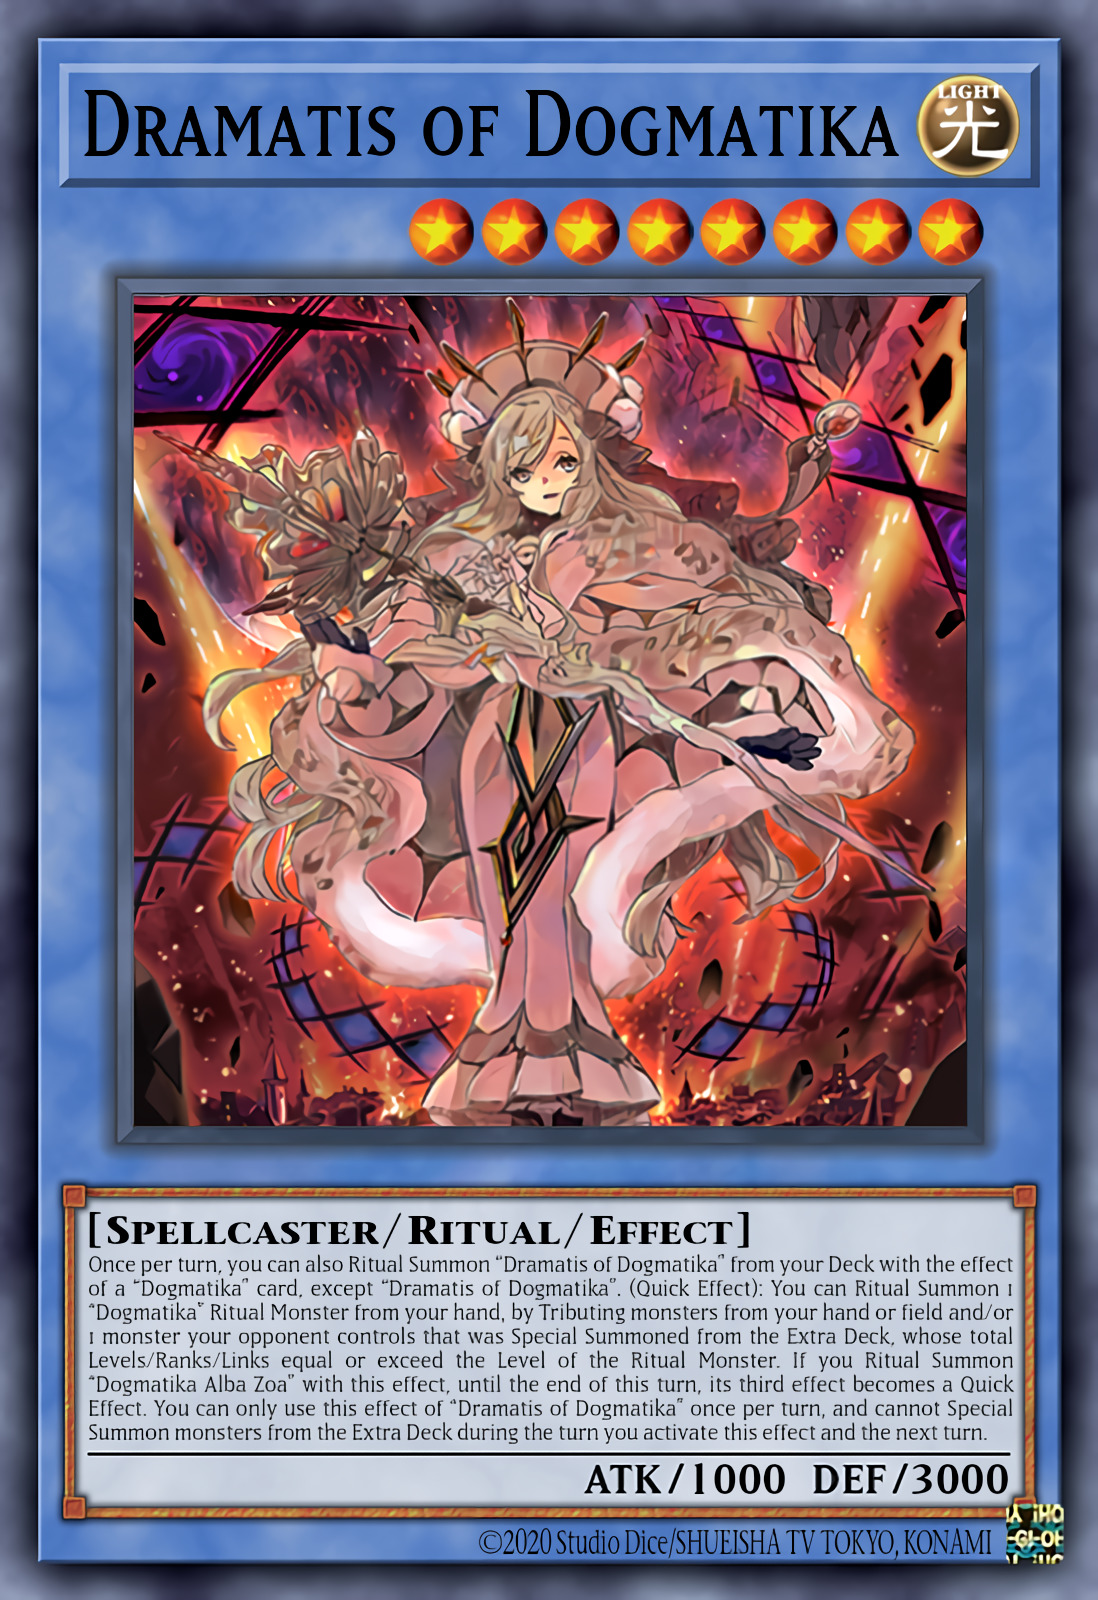 DRAMATIS OF DOGMATIKA
LIGHT
光
[SPELLCASTER/RITUAL/EFFECT]
Once per turn, you can also Ritual Summon “Dramatis of Dogmatika” from your Deck with the effect
of a “Dogmatika” card, except “Dramatis of Dogmatika”. (Quick Effect): You can Ritual Summon 1
“Dogmatika” Ritual Monster from your hand, by Tributing monsters from your hand or field and/or
1 monster your opponent controls that was Special Summoned from the Extra Deck, whose total
Levels/Ranks/Links equal or exceed the Level of the Ritual Monster. If you Ritual Summon
“Dogmatika Alba Zoa” with this effect, until the end of this turn, its third effect becomes a Quick
Effect. You can only use this effect of “Dramatis of Dogmatika” once per turn, and cannot Special
Summon monsters from the Extra Deck during the turn you activate this effect and the next turn.
ATK/1000 DEF/3000
©2020 Studio Dice/SHUEISHA TV TOKYO, KONAMI